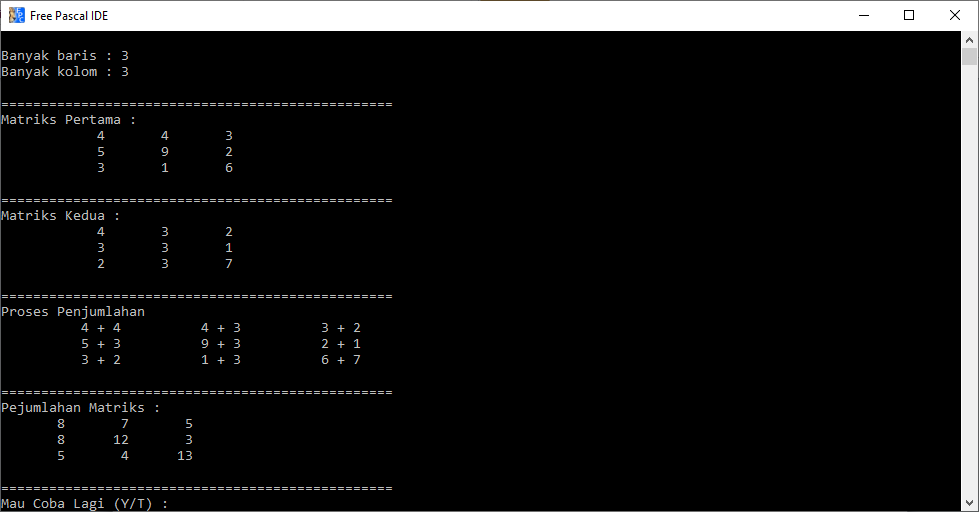 Free Pascal IDE
Banyak baris : 3
Banyak kolom : 3
=================================================
Matriks Pertama :
4 4 3
5 9 2
3 1 6
=================================================
Matriks Kedua :
4 3 2
3 3 1
2 3 7
=================================================
Proses Penjumlahan
4 + 4 4 + 3 3 + 2
5 + 3 9 + 3 2 + 1
3 + 2 1 + 3 6 + 7
=================================================
Pejumlahan Matriks :
8 7 5
8 12 3
5 4 13
=================================================
Mau Coba Lagi (Y/T) :